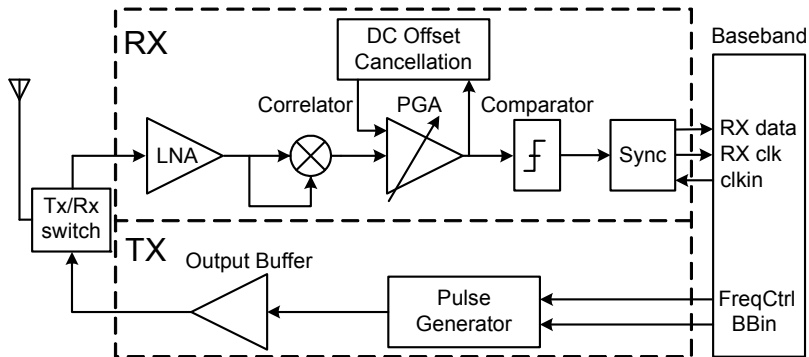 RX
DC Offset
Cancellation
Baseband
Correlator
PGA
Comparator
LNA
Sync
RX data
RX clk
clkin
Tx/Rx
switch
TX
Output Buffer
Pulse
Generator
FreqCtrl
BBin